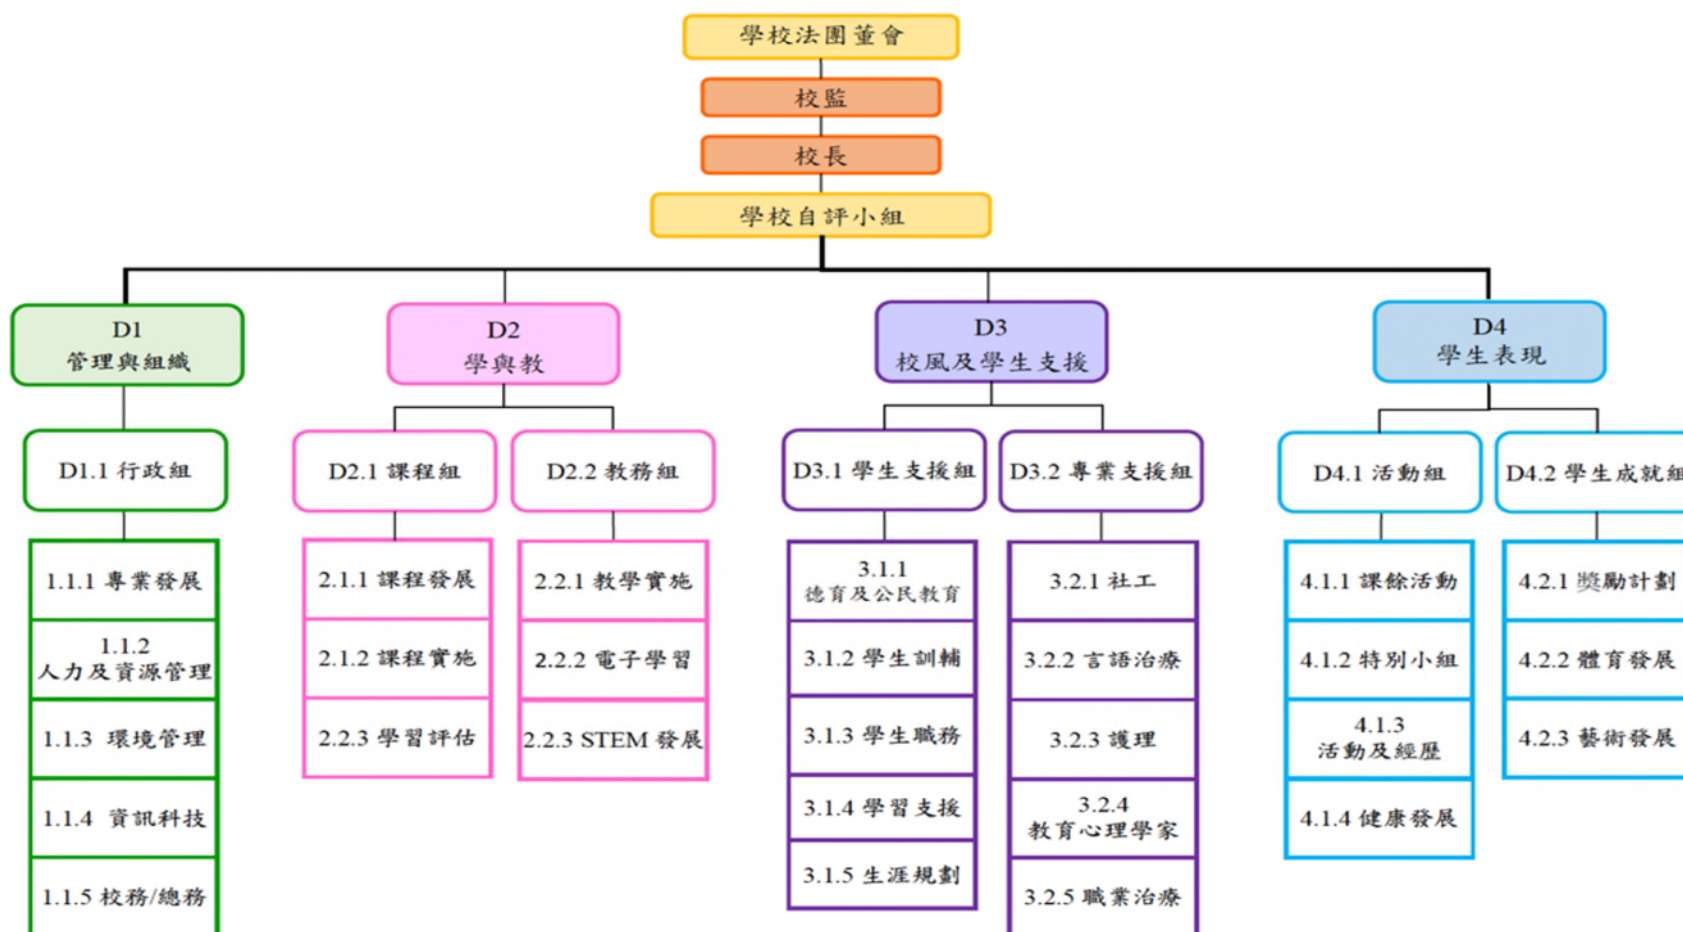 學校法團董會
校監
校長
學校自評小組
D1
管理與組織
D2
學與教
D3
校風及學生支援
D4
學生表現
D1.1 行政組
D2.1 課程組
D2.2 教務組
D3.1 學生支援組
D3.2 專業支援組
D4.1 活動組
D4.2 學生成就組
1.1.1 專業發展
1.1.2
人力及資源管理
1.1.3 環境管理
1.1.4 資訊科技
1.1.5 校務/總務
2.1.1 課程發展
2.1.2 課程實施
2.2.3 學習評估
2.2.1 教學實施
2.2.2 電子學習
2.2.3 STEM 發展
3.1.1
德育及公民教育
3.1.2 學生訓輔
3.1.3 學生職務
3.1.4 學習支援
3.1.5 生涯規劃
3.2.1 社工
3.2.2 言語治療
3.2.3 護理
3.2.4
教育心理學家
3.2.5 職業治療
4.1.1 課餘活動
4.1.2 特別小組
4.1.3
活動及經歷
4.1.4 健康發展
4.2.1 獎勵計劃
4.2.2 體育發展
4.2.3 藝術發展